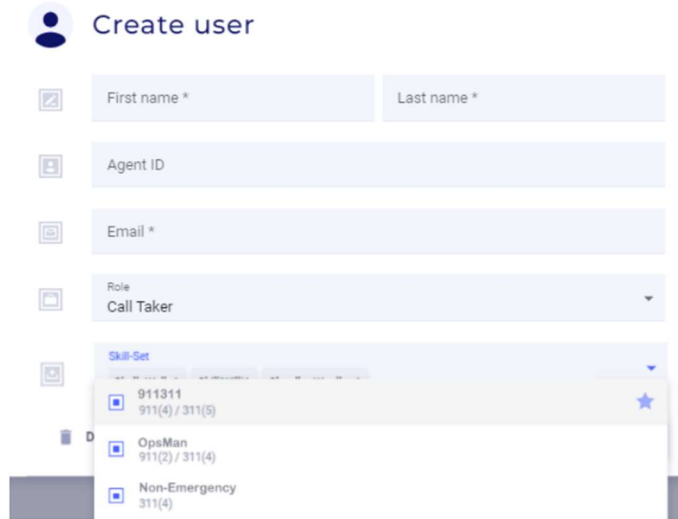 Create user
First name *
Last name *
Agent ID
Email *
Role
Call Taker
Skill-Set
911311
911(4) / 311(5)
D
OpsMan
911(2) / 311(4)
Non-Emergency
311(4)